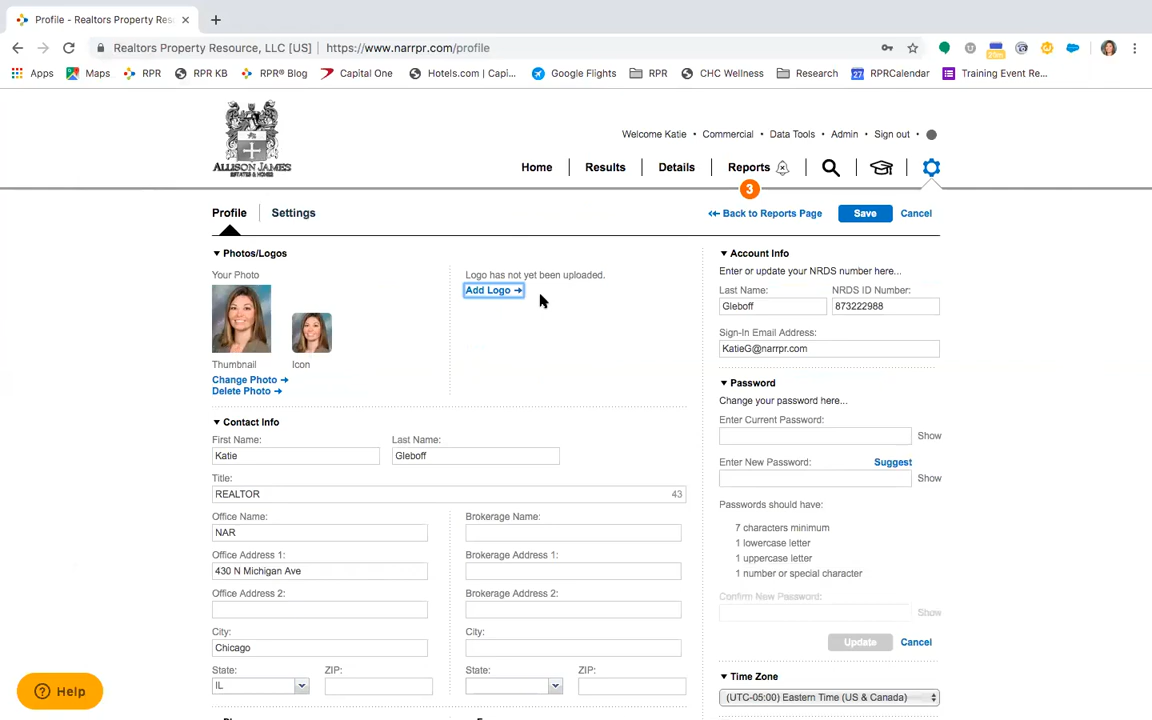 Profile - Realtors Property Res
Realtors Property Resource, LLC [US] | https://www.narrpr.com/profile
Apps Maps RPR RPR KB RPR® Blog Capital One Hotels.com | Capi... Google Flights RPR CHC Wellness Research RPRCalendar Training Event Re...
ALLISON JAMES
ESTATES & HOMES
Welcome Katie • Commercial • Data Tools • Admin • Sign out •
Home Results Details Reports
3
Profile Settings
Back to Reports Page Save Cancel
Photos/Logos
Your Photo
Thumbnail Icon
Change Photo
Delete Photo
Logo has not yet been uploaded.
Add Logo
Contact Info
First Name: Last Name:
Katie Gleboff
Title:
REALTOR 43
Office Name: Brokerage Name:
NAR
Office Address 1: Brokerage Address 1:
430 N Michigan Ave
Office Address 2: Brokerage Address 2:
City: City:
Chicago
State: ZIP: State: ZIP:
IL
Account Info
Enter or update your NRDS number here...
Last Name: NRDS ID Number:
Gleboff 873222988
Sign-In Email Address:
KatieG@narrpr.com
Password
Change your password here...
Enter Current Password:
Show
Enter New Password: Suggest
Show
Passwords should have:
7 characters minimum
1 lowercase letter
1 uppercase letter
1 number or special character
Confirm New Password:
Show
Update Cancel
Time Zone
(UTC-05:00) Eastern Time (US & Canada)
Help